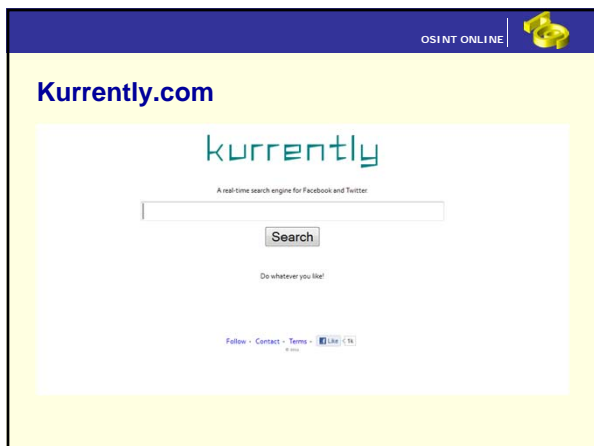 OSINT ONLINE
Kurrently.com
kurrently
A real-time search engine for Facebook and Twitter.
Search
Do whatever you like!
Follow - Contact - Terms - Like 1k